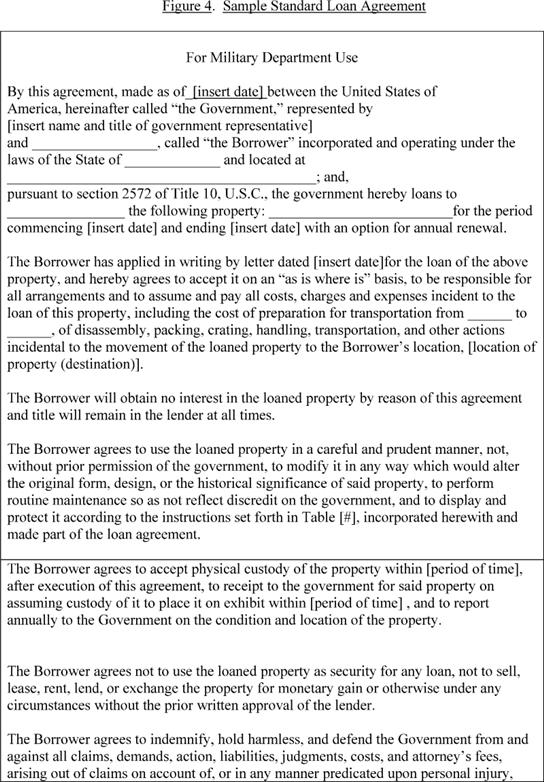 Figure 4.  Sample Standard Loan Agreement
For Military Department Use
By this agreement, made as of_[insert date] between the United States of
America, hereinafter called “the Government,” represented by
[insert name and title of government representative]
and _________________, called “the Borrower” incorporated and operating under the
laws of the State of _____________ and located at
__________________________________________; and,
pursuant to section 2572 of Title 10, U.S.C., the government hereby loans to
________________ the following property: _________________________for the period
commencing [insert date] and ending [insert date] with an option for annual renewal.
The Borrower has applied in writing by letter dated [insert date]for the loan of the above
property, and hereby agrees to accept it on an “as is where is” basis, to be responsible for
all arrangements and to assume and pay all costs, charges and expenses incident to the
loan of this property, including the cost of preparation for transportation from ______ to
______, of disassembly, packing, crating, handling, transportation, and other actions
incidental to the movement of the loaned property to the Borrower’s location, [location of
property (destination)].
The Borrower will obtain no interest in the loaned property by reason of this agreement
and title will remain in the lender at all times.
The Borrower agrees to use the loaned property in a careful and prudent manner, not,
without prior permission of the government, to modify it in any way which would alter
the original form, design, or the historical significance of said property, to perform
routine maintenance so as not reflect discredit on the government, and to display and
protect it according to the instructions set forth in Table [#], incorporated herewith and
made part of the loan agreement.
The Borrower agrees to accept physical custody of the property within [period of time],
after execution of this agreement, to receipt to the government for said property on
assuming custody of it to place it on exhibit within [period of time] , and to report
annually to the Government on the condition and location of the property.
The Borrower agrees not to use the loaned property as security for any loan, not to sell,
lease, rent, lend, or exchange the property for monetary gain or otherwise under any
circumstances without the prior written approval of the lender.
The Borrower agrees to indemnify, hold harmless, and defend the Government from and
against all claims, demands, action, liabilities, judgments, costs, and attorney’s fees,
arising out of claims on account of, or in any manner predicated upon personal injury,